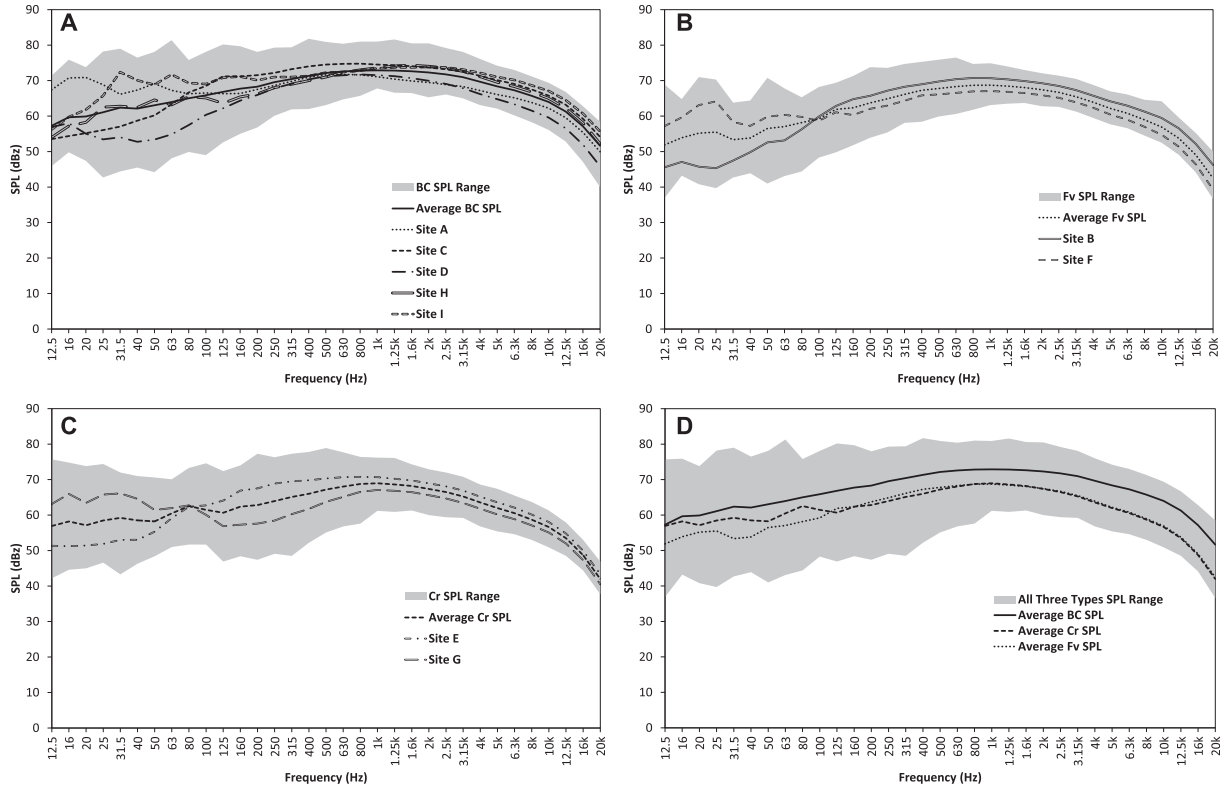 A
90
80
70
60
50
40
30
20
10
0
SPL (dBz)
BC SPL Range
Average BC SPL
Site A
Site C
Site D
Site H
Site I
12.5 16 20 25 31.5 40 50 63 80 100 125 160 200 250 315 400 500 630 800 1k 1.25k 1.6k 2k 2.5k 3.15k 4k 5k 6.3k 8k 10k 12.5k 16k 20k
Frequency (Hz)
B
90
80
70
60
50
40
30
20
10
0
SPL (dBz)
Fv SPL Range
Average Fv SPL
Site B
Site F
12.5 16 20 25 31.5 40 50 63 80 100 125 160 200 250 315 400 500 630 800 1k 1.25k 1.6k 2k 2.5k 3.15k 4k 5k 6.3k 8k 10k 12.5k 16k 20k
Frequency (Hz)
C
90
80
70
60
50
40
30
20
10
0
SPL (dBz)
Cr SPL Range
Average Cr SPL
Site E
Site G
12.5 16 20 25 31.5 40 50 63 80 100 125 160 200 250 315 400 500 630 800 1k 1.25k 1.6k 2k 2.5k 3.15k 4k 5k 6.3k 8k 10k 12.5k 16k 20k
Frequency (Hz)
D
90
80
70
60
50
40
30
20
10
0
SPL (dBz)
All Three Types SPL Range
Average BC SPL
Average Cr SPL
Average Fv SPL
12.5 16 20 25 31.5 40 50 63 80 100 125 160 200 250 315 400 500 630 800 1k 1.25k 1.6k 2k 2.5k 3.15k 4k 5k 6.3k 8k 10k 12.5k 16k 20k
Frequency (Hz)